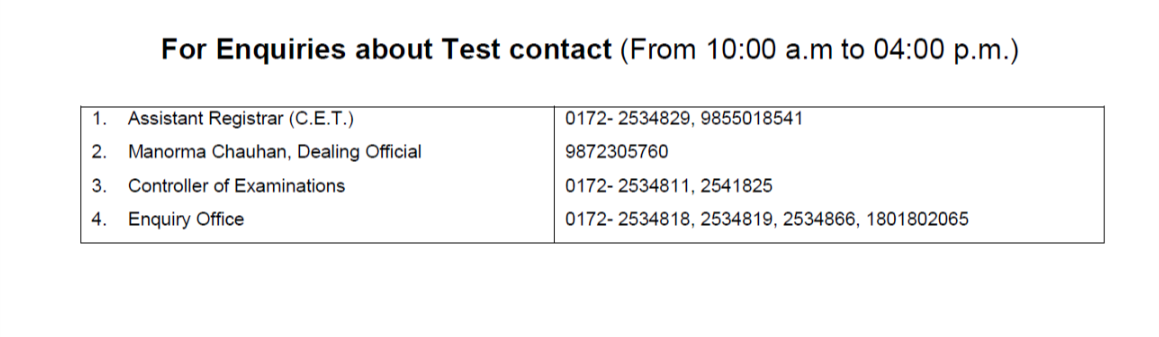 For Enquiries about Test contact (From 10:00 a.m to 04:00 p.m.)
1. Assistant Registrar (C.E.T.) 0172- 2534829, 9855018541
2. Manorma Chauhan, Dealing Official 9872305760
3. Controller of Examinations 0172- 2534811, 2541825
4. Enquiry Office 0172- 2534818, 2534819, 2534866, 1801802065